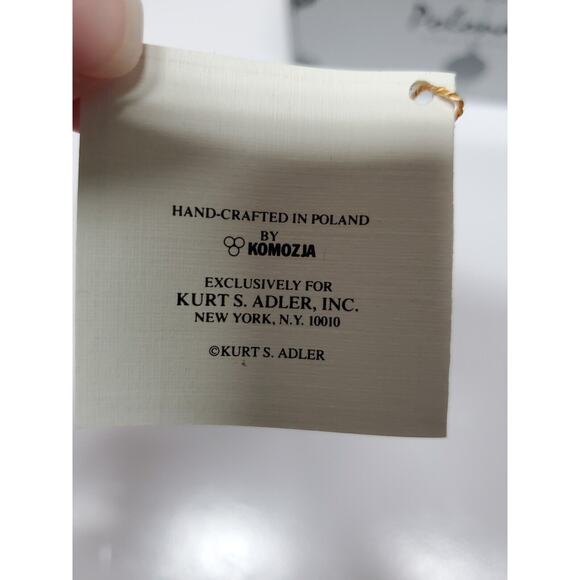 HAND-CRAFTED IN POLAND
BY
KOMOZJA
EXCLUSIVELY FOR
KURT S. ADLER, INC.
NEW YORK, N.Y. 10010
©KURT S. ADLER